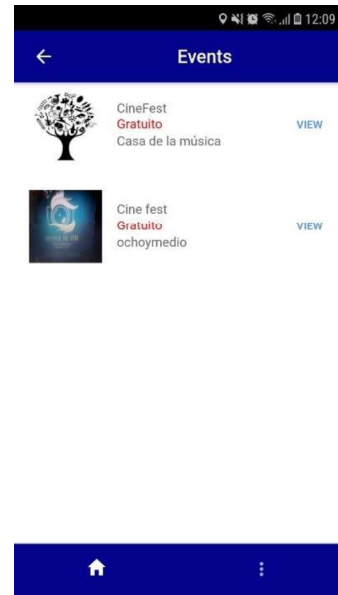 12:09
Events
CineFest
Gratuito
VIEW
Casa de la música
Cine fest
Gratuito
VIEW
ochoymedio